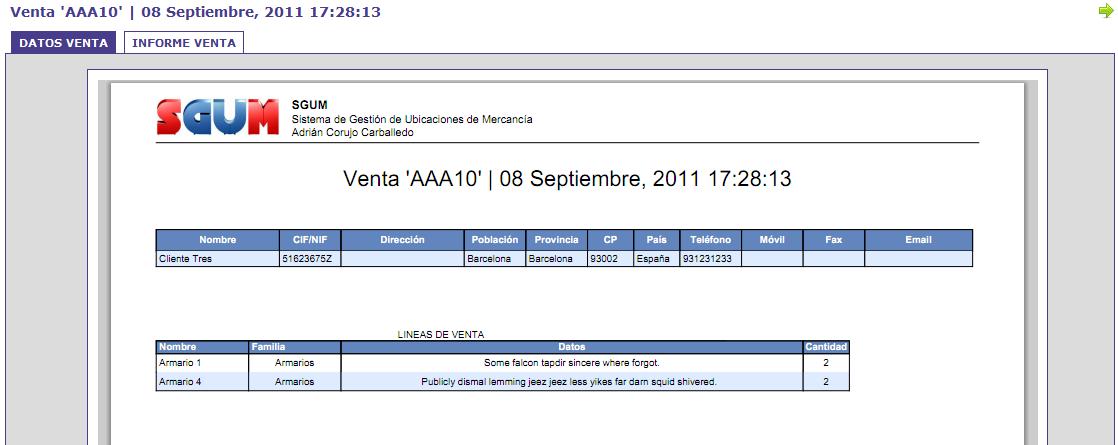 Venta 'AAA10' | 08 Septiembre, 2011 17:28:13
DATOS VENTA INFORME VENTA
SGUM
SGUM
Sistema de Gestión de Ubicaciones de Mercancía
Adrián Corujo Carballedo
Venta 'AAA10' | 08 Septiembre, 2011 17:28:13
Nombre CIF/NIF Dirección Población Provincia CP País Teléfono Móvil Fax Email
Cliente Tres 51623675Z Barcelona Barcelona 93002 España 931231233
LINEAS DE VENTA
Nombre Familia Datos Cantidad
Armario 1 Armarios Some falcon tapdir sincere where forgot. 2
Armario 4 Armarios Publicly dismal lemming jeez jeez less yikes far darn squid shivered. 2